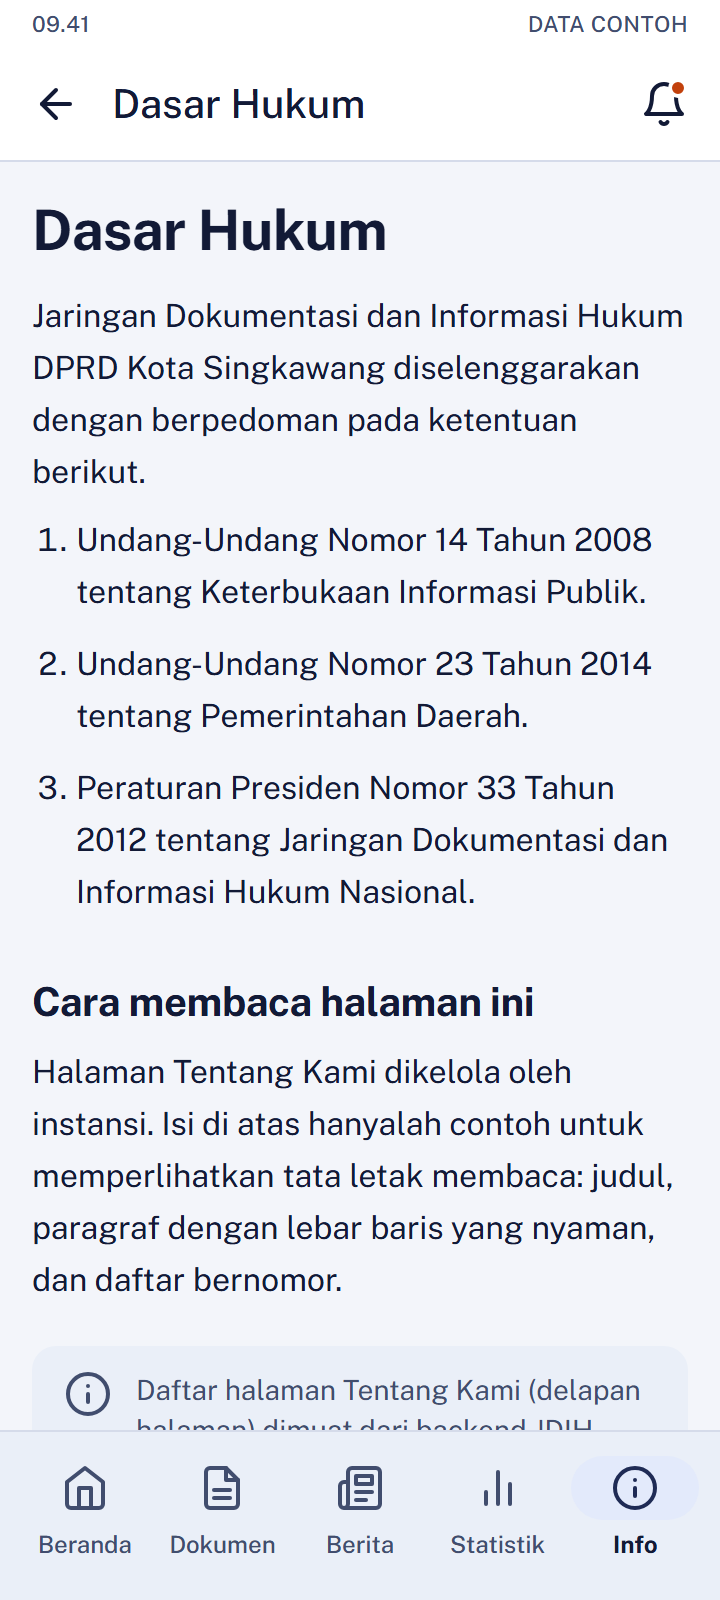 09.41
DATA CONTOH
Dasar Hukum
Dasar Hukum
Jaringan Dokumentasi dan Informasi Hukum
DPRD Kota Singkawang diselenggarakan
dengan berpedoman pada ketentuan
berikut.
1. Undang-Undang Nomor 14 Tahun 2008
tentang Keterbukaan Informasi Publik.
2. Undang-Undang Nomor 23 Tahun 2014
tentang Pemerintahan Daerah.
3. Peraturan Presiden Nomor 33 Tahun
2012 tentang Jaringan Dokumentasi dan
Informasi Hukum Nasional.
Cara membaca halaman ini
Halaman Tentang Kami dikelola oleh
instansi. Isi di atas hanyalah contoh untuk
memperlihatkan tata letak membaca: judul,
paragraf dengan lebar baris yang nyaman,
dan daftar bernomor.
Daftar halaman Tentang Kami (delapan
halaman) dimuat dari backend JDIH
Beranda
Dokumen
Berita
Statistik
Info